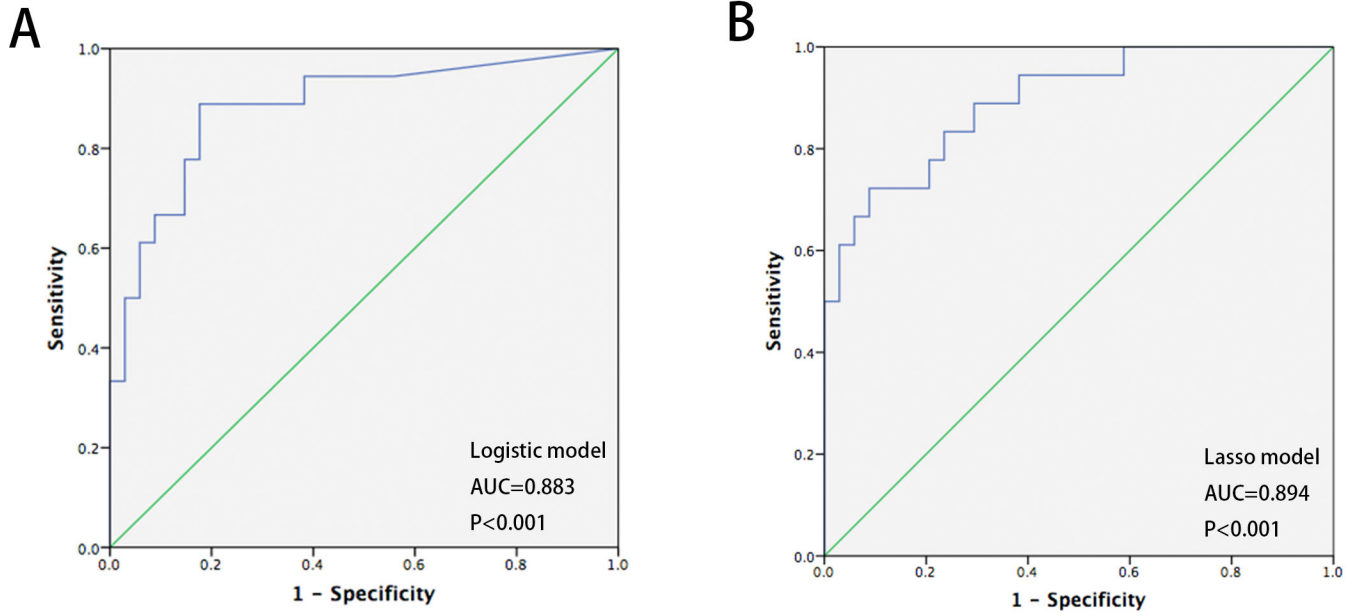 A
1.0
0.8
0.6
0.4
0.2
0.0
Sensitivity
0.0 0.2 0.4 0.6 0.8 1.0
1 - Specificity
Logistic model
AUC=0.883
P<0.001
B
1.0
0.8
0.6
0.4
0.2
0.0
Sensitivity
0.0 0.2 0.4 0.6 0.8 1.0
1 - Specificity
Lasso model
AUC=0.894
P<0.001